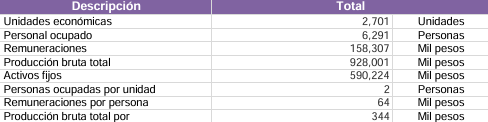 Descripción Total
Unidades económicas 2,701 Unidades
Personal ocupado 6,291 Personas
Remuneraciones 158,307 Mil pesos
Producción bruta total 928,001 Mil pesos
Activos fijos 590,224 Mil pesos
Personas ocupadas por unidad 2 Personas
Remuneraciones por persona 64 Mil pesos
Producción bruta total por 344 Mil pesos